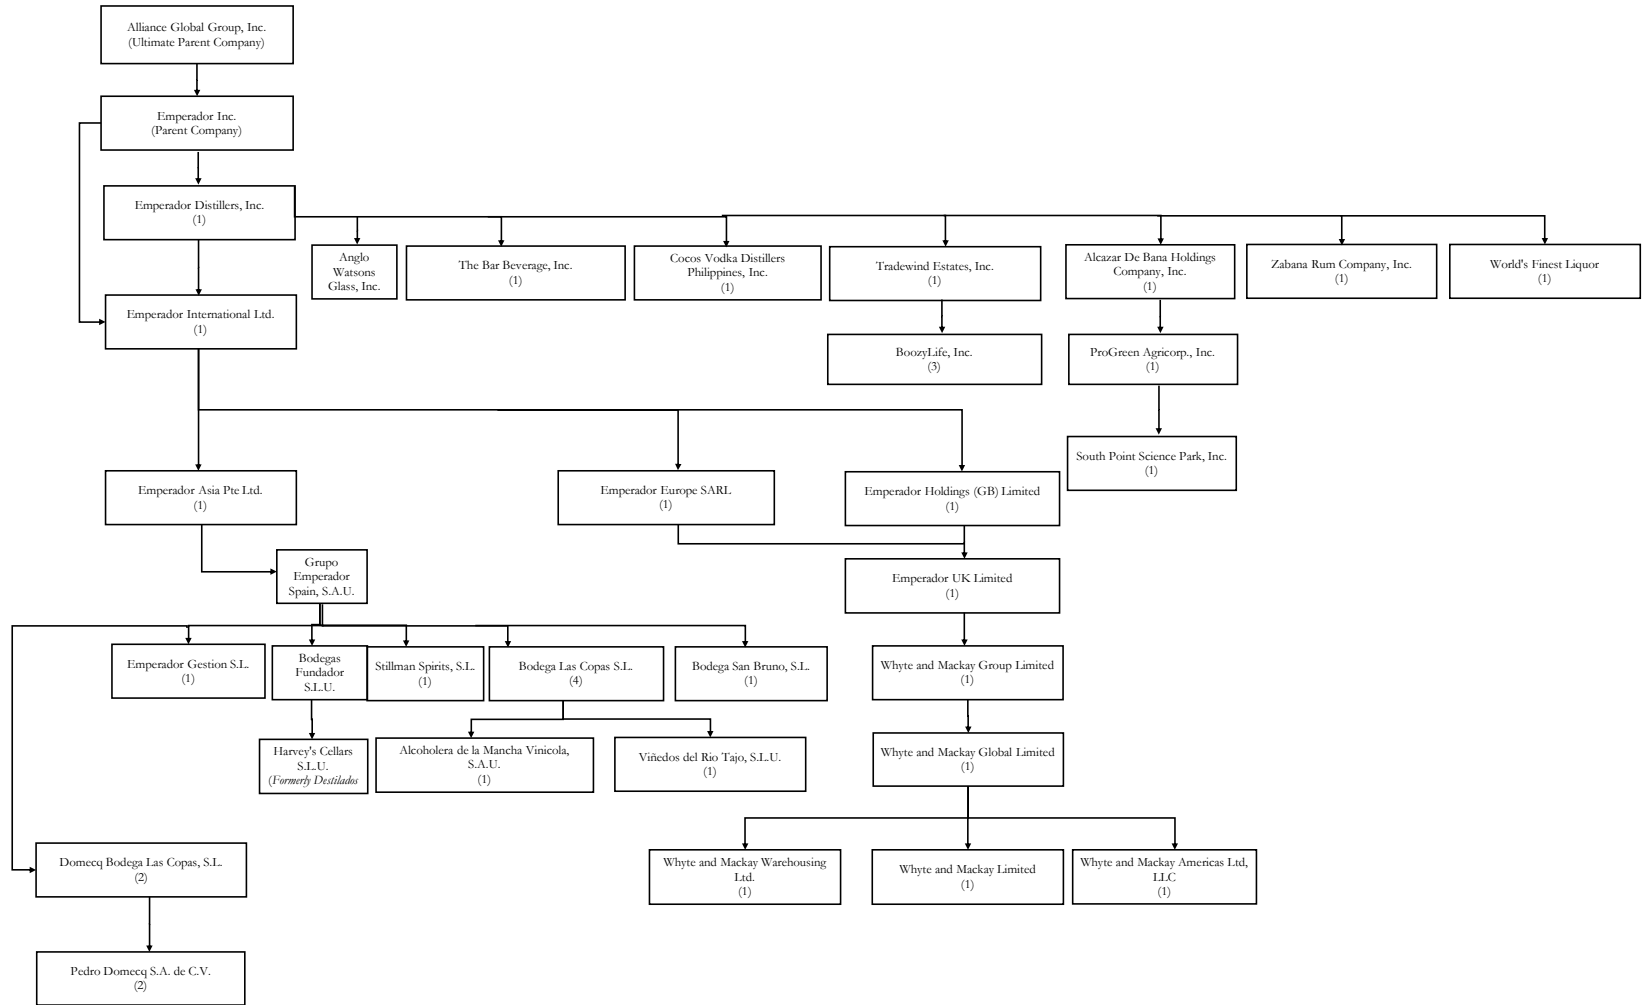 Alliance Global Group, Inc.
(Ultimate Parent Company)
Emperador Inc.
(Parent Company)
Emperador Distillers, Inc.
(1)
Anglo
Watsons
Glass, Inc.
The Bar Beverage, Inc.
(1)
Cocos Vodka Distillers
Philippines, Inc.
(1)
Tradewind Estates, Inc.
(1)
Alcazar De Bana Holdings
Company, Inc.
(1)
Zabana Rum Company, Inc.
(1)
World's Finest Liquor
(1)
Emperador International Ltd.
(1)
BoozyLife, Inc.
(3)
ProGreen Agricorp., Inc.
(1)
South Point Science Park, Inc.
(1)
Emperador Asia Pte Ltd.
(1)
Emperador Europe SARL
(1)
Emperador Holdings (GB) Limited
(1)
Grupo
Emperador
Spain, S.A.U.
Emperador UK Limited
(1)
Emperador Gestion S.L.
(1)
Bodegas
Fundador
S.L.U.
Stillman Spirits, S.L.
(1)
Bodega Las Copas S.L.
(4)
Bodega San Bruno, S.L.
(1)
Whyte and Mackay Group Limited
(1)
Harvey's Cellars
S.L.U.
(Formerly Destilados
Alcoholera de la Mancha Vinicola,
S.A.U.
(1)
Viñedos del Rio Tajo, S.L.U.
(1)
Whyte and Mackay Global Limited
(1)
Domecq Bodega Las Copas, S.L.
(2)
Whyte and Mackay Warehousing
Ltd.
(1)
Whyte and Mackay Limited
(1)
Whyte and Mackay Americas Ltd,
LLC
(1)
Pedro Domecq S.A. de C.V.
(2)